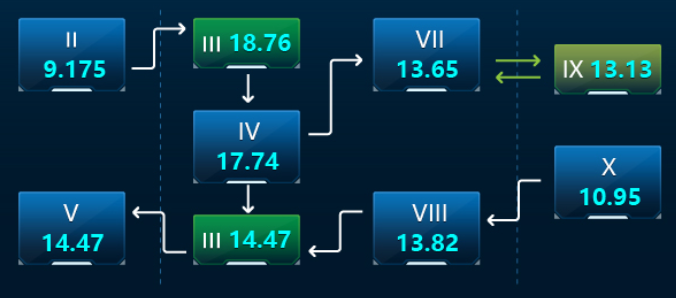 II
9.175
III 18.76
IV
17.74
VII
13.65
IX 13.13
V
14.47
III 14.47
VIII
13.82
X
10.95